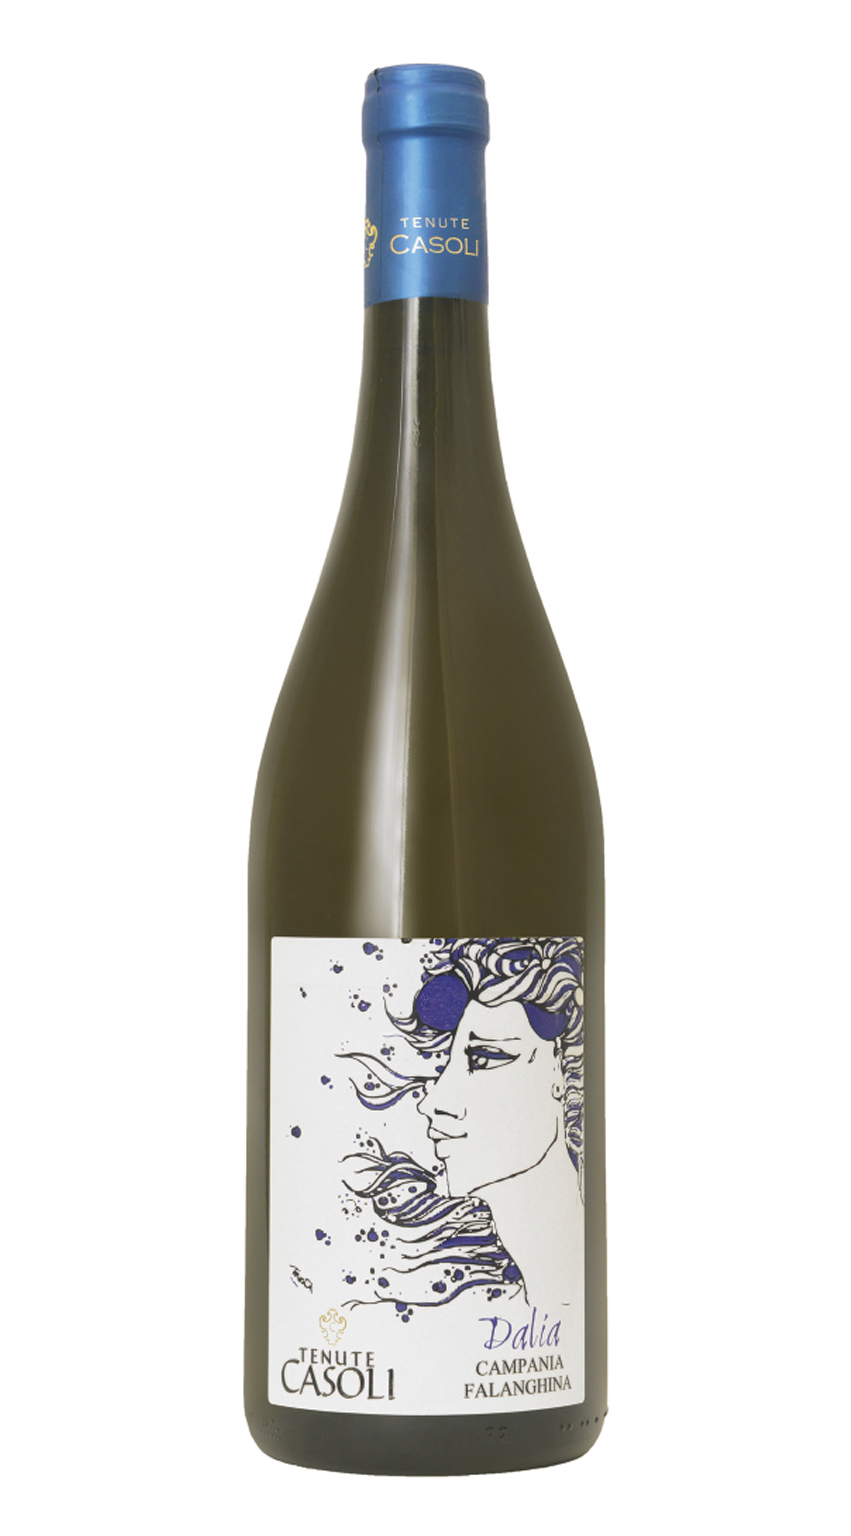 TENUTE
CASOLI
Dalia
TENUTE
CASOLI
CAMPANIA
FALANGHINA